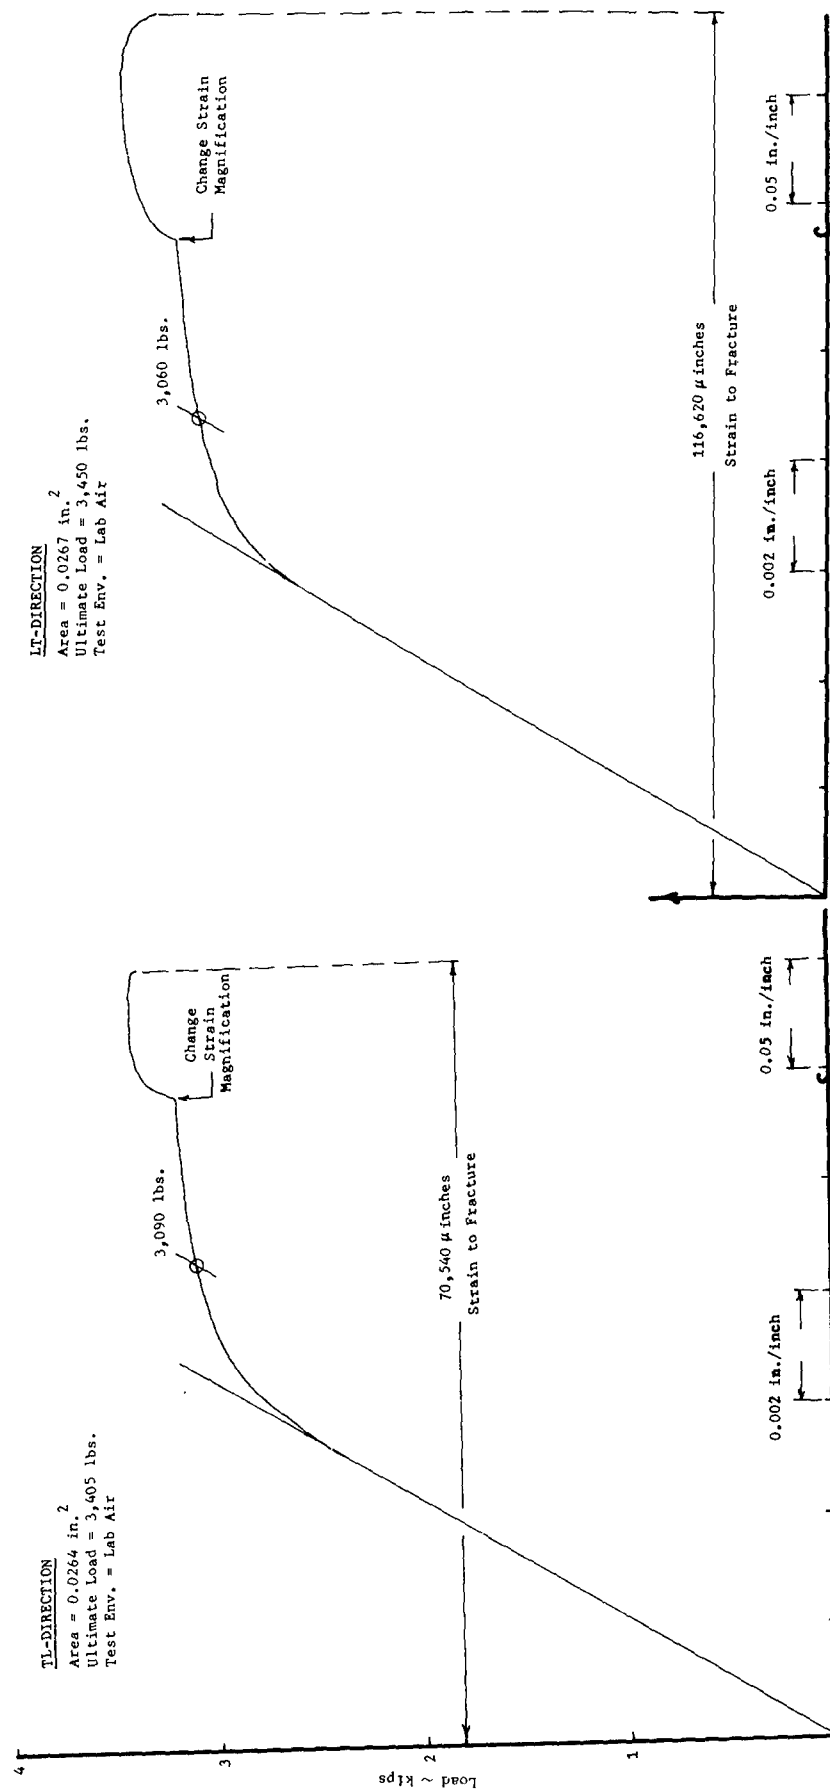 TL-DIRECTION
Area = 0.0264 in.2
Ultimate Load = 3,405 lbs.
Test Env. = Lab Air
4
3
2
1
Load ~ kips
3,090 lbs.
Change
Strain
Magnification
70,540 μ inches
Strain to Fracture
0.002 in./inch
0.05 in./inch
LT-DIRECTION
Area = 0.0267 in.2
Ultimate Load = 3,450 lbs.
Test Env. = Lab Air
3,060 lbs.
Change Strain
Magnification
116,620 μ inches
Strain to Fracture
0.002 in./inch
0.05 in./inch